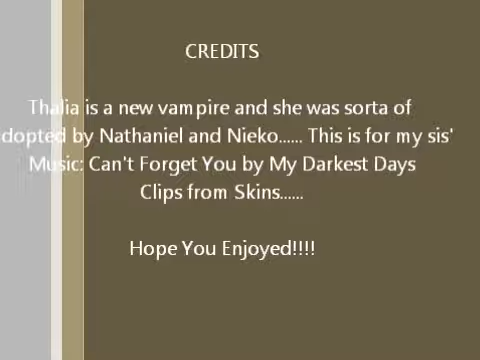 CREDITS
Thalia is a new vampire and she was sorta of
dopted by Nathaniel and Nieko...... This is for my sis'
Music: Can't Forget You by My Darkest Days
Clips from Skins......
Hope You Enjoyed!!!!